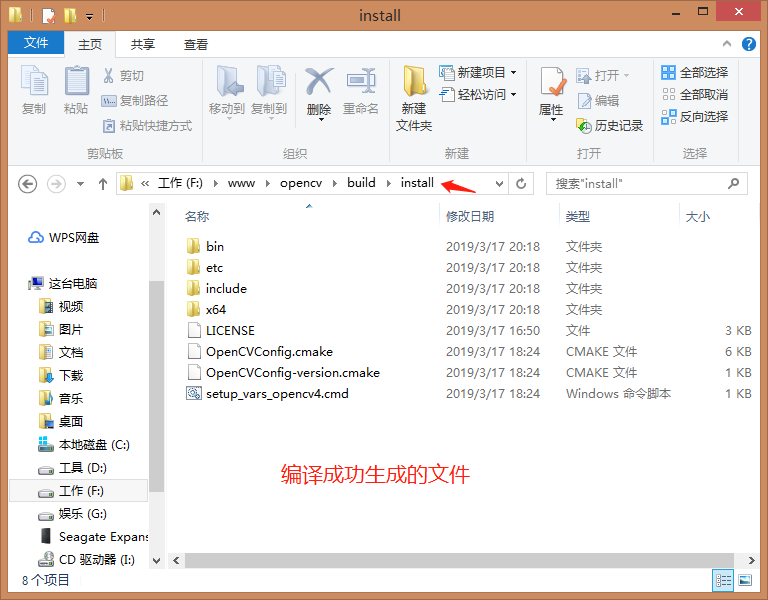 install
文件 主页 共享 查看
复制
粘贴
剪切
复制路径
粘贴快捷方式
剪贴板
移动到 复制到
删除 重命名
组织
新建
文件夹
新建项目
轻松访问
新建
属性
打开
编辑
历史记录
打开
全部选择
全部取消
反向选择
选择
« 工作 (F:) www opencv build install
搜索"install"
名称 修改日期 类型 大小
WPS网盘
这台电脑
视频
图片
文档
下载
音乐
桌面
本地磁盘 (C:)
工具 (D:)
工作 (F:)
娱乐 (G:)
Seagate Expans
CD 驱动器 (I:)
bin 2019/3/17 20:18 文件夹
etc 2019/3/17 20:18 文件夹
include 2019/3/17 20:18 文件夹
x64 2019/3/17 20:18 文件夹
LICENSE 2019/3/17 16:50 文件 3 KB
OpenCVConfig.cmake 2019/3/17 18:24 CMAKE 文件 6 KB
OpenCVConfig-version.cmake 2019/3/17 18:24 CMAKE 文件 1 KB
setup_vars_opencv4.cmd 2019/3/17 18:24 Windows 命令脚本 1 KB
编译成功生成的文件
8 个项目